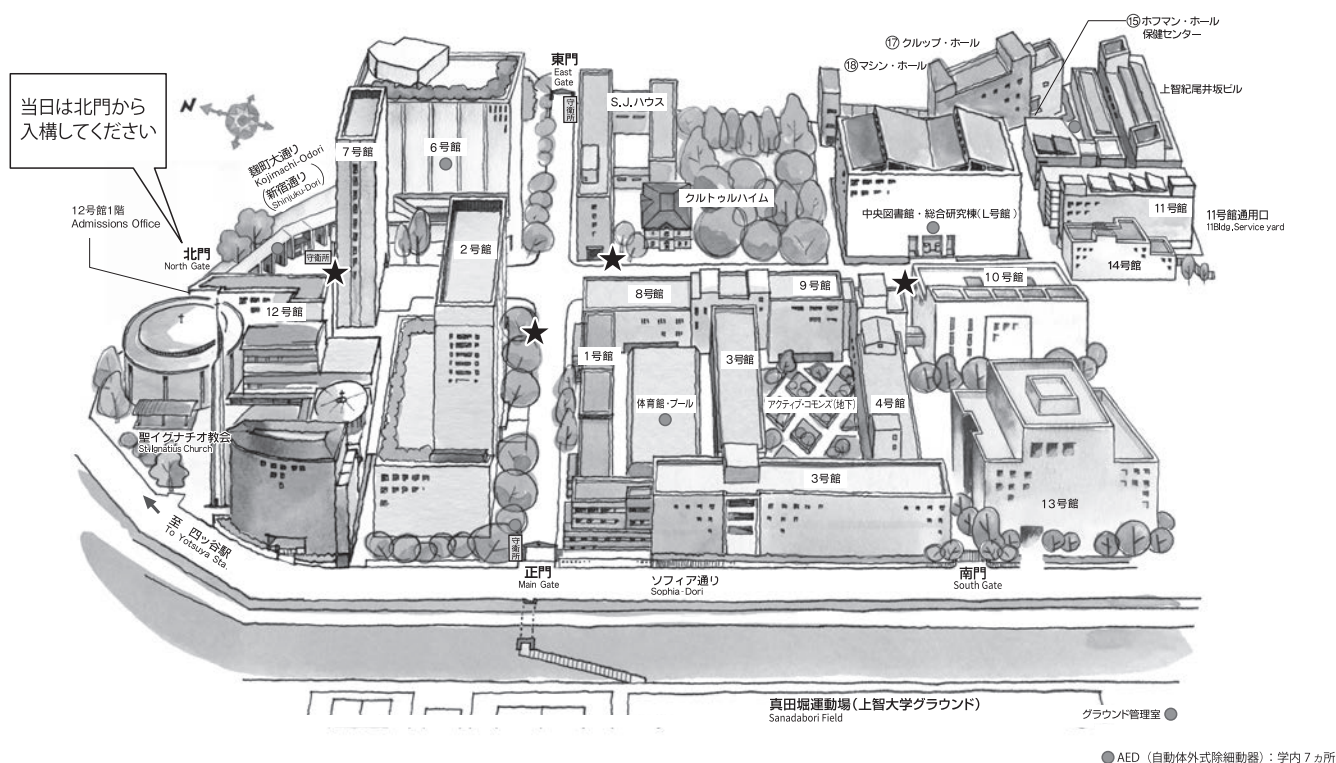 ⑮ホフマン・ホール
保健センター
⑰クルップ・ホール
⑱マシン・ホール
上智紀尾井坂ビル
東門
East
Gate
守衛所
S.J.ハウス
当日は北門から
入構してください
N
7号館
6号館
麴町大通り
Kojimachi-Odori
(新宿通り)
(Shinjuku-Dori)
クルトゥルハイム
12号館1階
Admissions Office
中央図書館・総合研究棟(L号館)
11号館
11号館通用口
11Bldg,Service yard
北門
North Gate
守衛所
2号館
14号館
8号館
9号館
10号館
12号館
1号館
3号館
体育館・プール
アクティブ・コモンズ(地下)
4号館
聖イグナチオ教会
St.Ignatius Church
3号館
13号館
至 四ッ谷駅
To Yotsuya Sta.
守衛所
正門
Main Gate
ソフィア通り
Sophia-Dori
南門
South Gate
真田堀運動場(上智大学グラウンド)
Sanadabori Field
グラウンド管理室
AED(自動体外式除細動器):学内7ヵ所